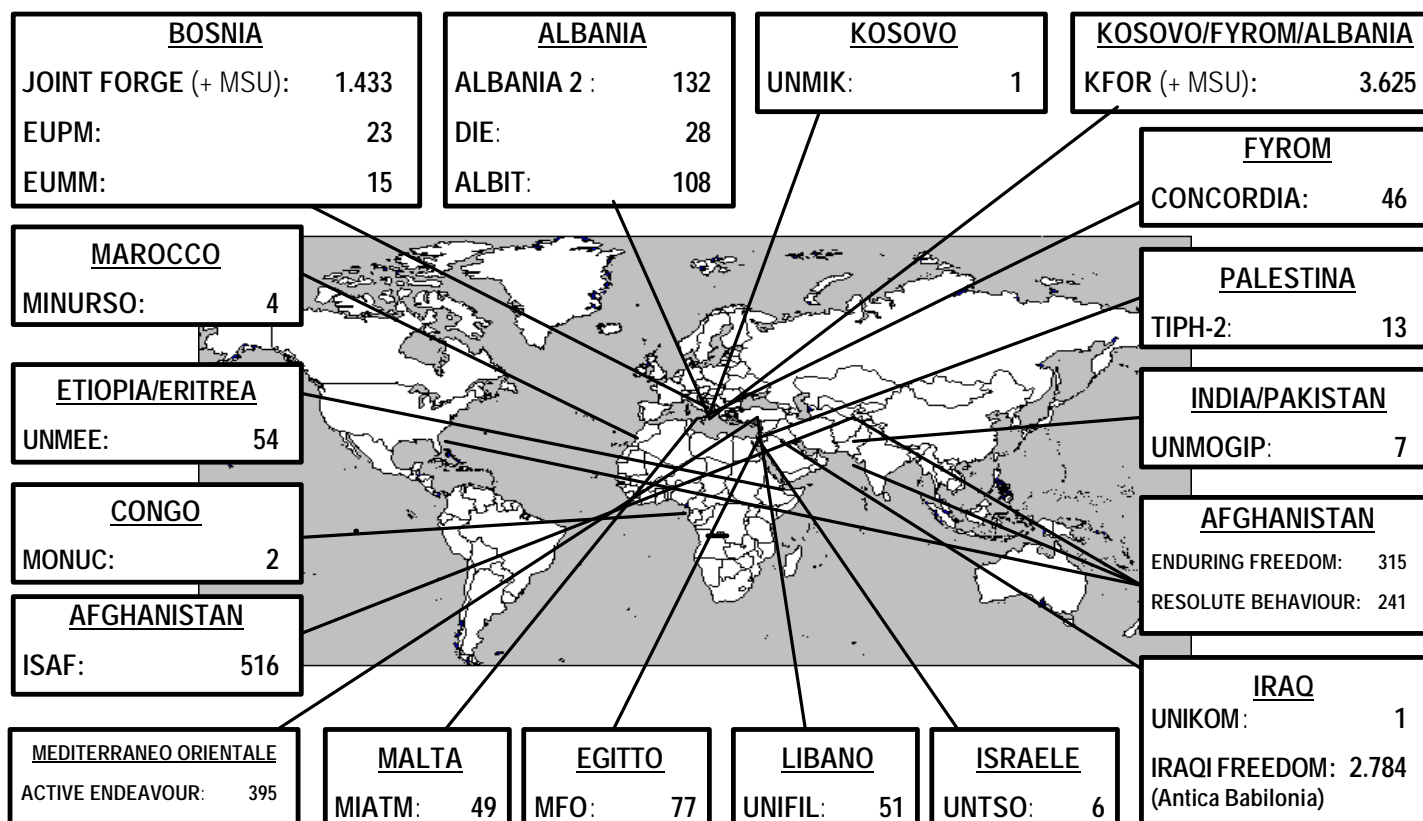 BOSNIA
JOINT FORGE (+ MSU): 1.433
EUPM: 23
EUMM: 15
ALBANIA
ALBANIA 2 : 132
DIE: 28
ALBIT: 108
KOSOVO
UNMIK: 1
KOSOVO/FYROM/ALBANIA
KFOR (+ MSU): 3.625
FYROM
CONCORDIA: 46
MAROCCO
MINURSO: 4
PALESTINA
TIPH-2: 13
ETIOPIA/ERITREA
UNMEE: 54
INDIA/PAKISTAN
UNMOGIP: 7
CONGO
MONUC: 2
AFGHANISTAN
ENDURING FREEDOM: 315
RESOLUTE BEHAVIOUR: 241
AFGHANISTAN
ISAF: 516
IRAQ
UNIKOM: 1
IRAQI FREEDOM: 2.784
(Antica Babilonia)
MEDITERRANEO ORIENTALE
ACTIVE ENDEAVOUR: 395
MALTA
MIATM: 49
EGITTO
MFO: 77
LIBANO
UNIFIL: 51
ISRAELE
UNTSO: 6